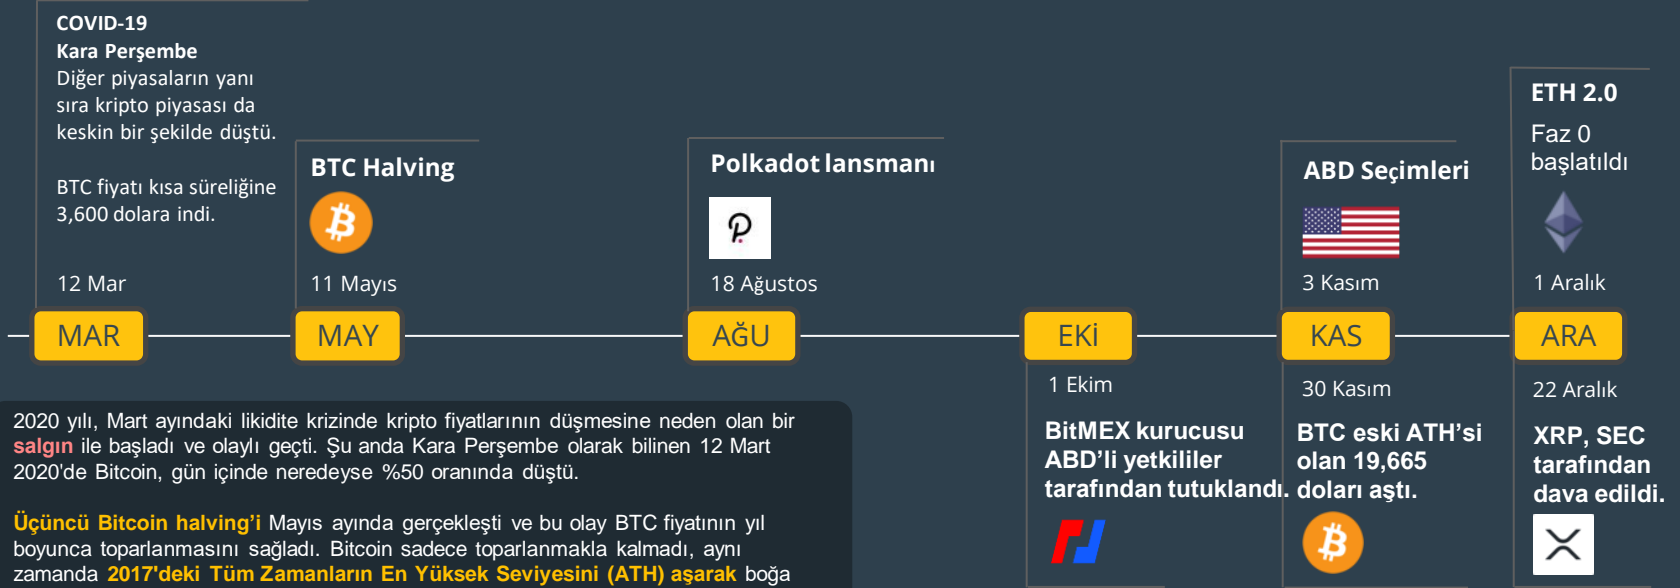 COVID-19
Kara Perşembe
Diğer piyasaların yanı
sıra kripto piyasası da
keskin bir şekilde düştü.
BTC fiyatı kısa süreliğine
3,600 dolara indi.
12 Mar
MAR
BTC Halving
11 Mayıs
MAY
Polkadot lansmanı
18 Ağustos
AĞU
EKİ
1 Ekim
BitMEX kurucusu
ABD’li yetkililer
tarafından tutuklandı.
ABD Seçimleri
3 Kasım
KAS
30 Kasım
BTC eski ATH’si
olan 19,665
doları aştı.
ETH 2.0
Faz 0
başlatıldı
1 Aralık
ARA
22 Aralık
XRP, SEC
tarafından
dava edildi.
2020 yılı, Mart ayındaki likidite krizinde kripto fiyatlarının düşmesine neden olan bir
salgın ile başladı ve olaylı geçti. Şu anda Kara Perşembe olarak bilinen 12 Mart
2020'de Bitcoin, gün içinde neredeyse %50 oranında düştü.
Üçüncü Bitcoin halving’i Mayıs ayında gerçekleşti ve bu olay BTC fiyatının yıl
boyunca toparlanmasını sağladı. Bitcoin sadece toparlanmakla kalmadı, aynı
zamanda 2017'deki Tüm Zamanların En Yüksek Seviyesini (ATH) aşarak boğa